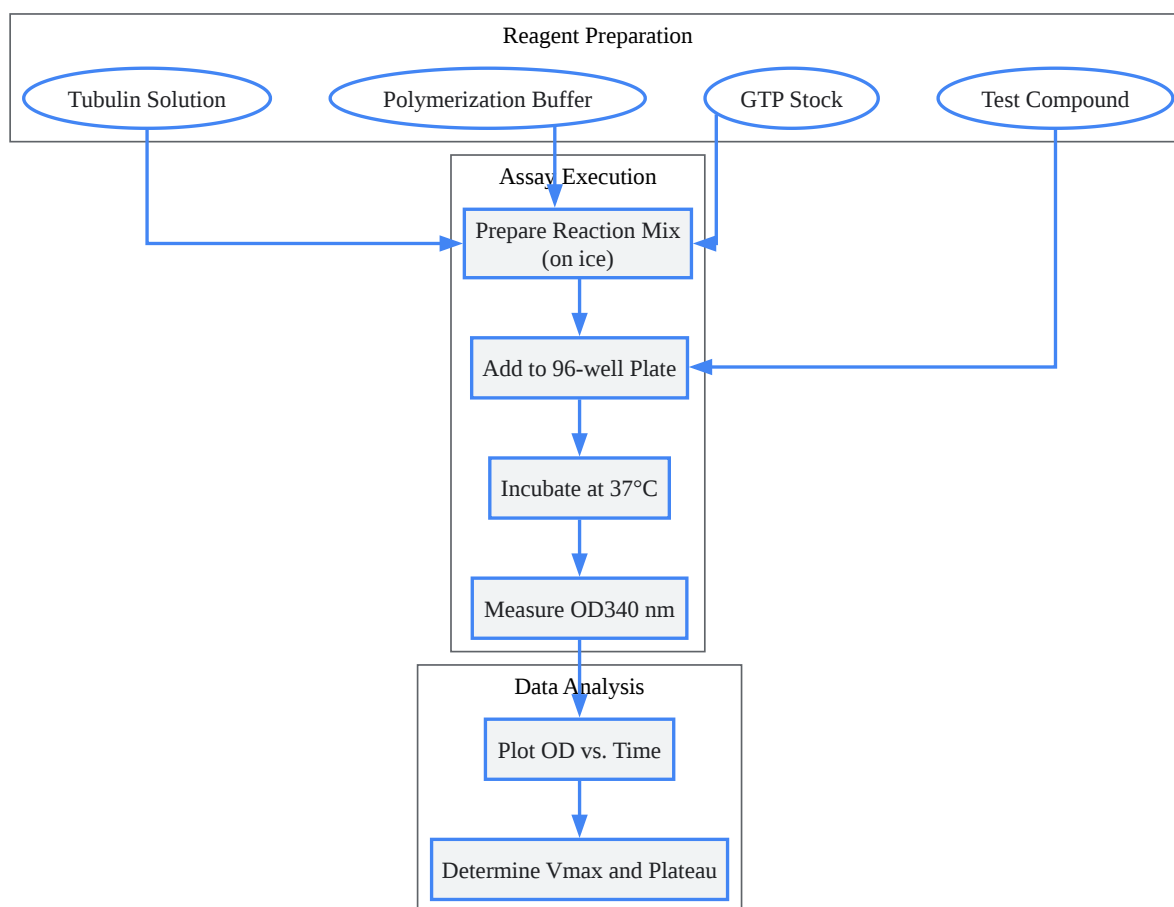 Reagent Preparation
Tubulin Solution
Polymerization Buffer
GTP Stock
Test Compound
Assay Execution
Prepare Reaction Mix
(on ice)
Add to 96-well Plate
Incubate at 37°C
Measure OD340 nm
Data Analysis
Plot OD vs. Time
Determine Vmax and Plateau